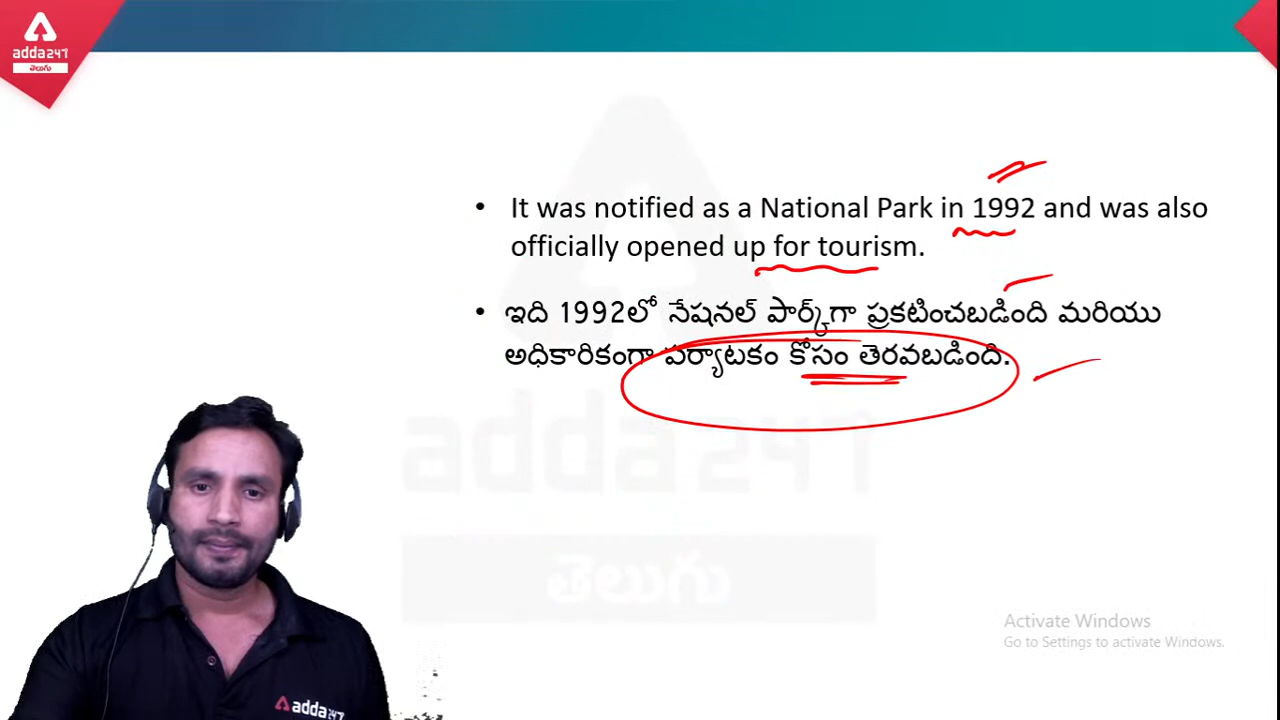 adda247
తెలుగు
• It was notified as a National Park in 1992 and was also
officially opened up for tourism.
• ఇది 1992లో నేషనల్ పార్క్‌గా ప్రకటించబడింది మరియు
అధికారికంగా పర్యాటకం కోసం తెరవబడింది.
adda247
తెలుగు
Activate Windows
Go to Settings to activate Windows.
adda247